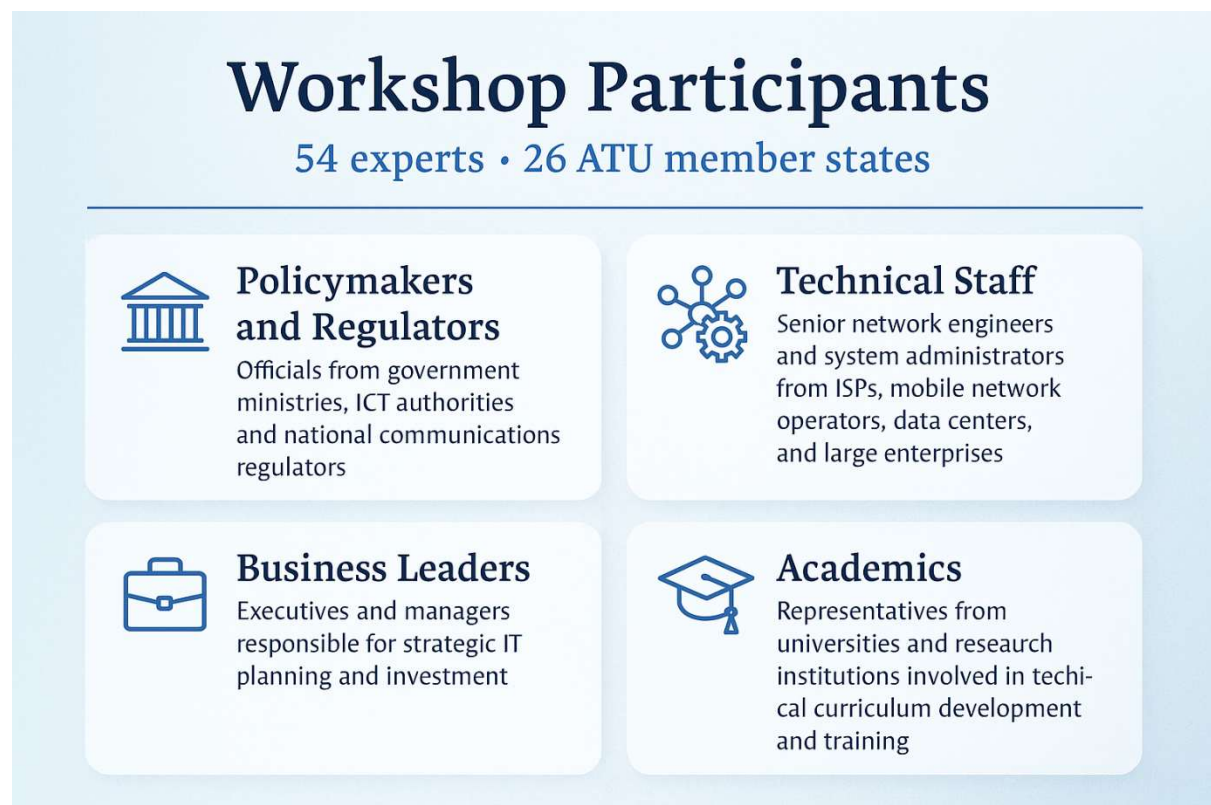 Workshop Participants
54 experts • 26 ATU member states
Policymakers
and Regulators
Officials from government
ministries, ICT authorities
and national communications
regulators
Technical Staff
Senior network engineers
and system administrators
from ISPs, mobile network
operators, data centers,
and large enterprises
Business Leaders
Executives and managers
responsible for strategic IT
planning and investment
Academics
Representatives from
universities and research
institutions involved in techi-
cal curriculum development
and training